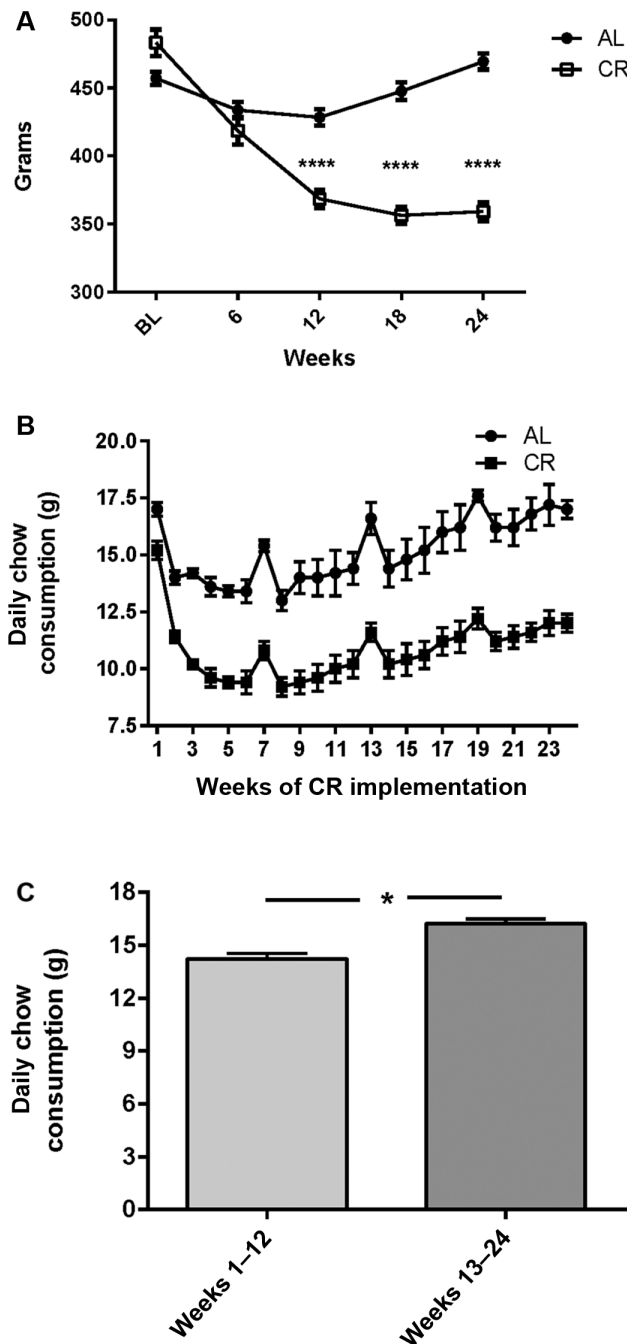 A
500
450
400
350
300
Grams
AL
CR
**** **** ****
BL 6 12 18 24
Weeks
B
20.0
17.5
15.0
12.5
10.0
7.5
Daily chow
consumption (g)
AL
CR
1 3 5 7 9 11 13 15 17 19 21 23
Weeks of CR implementation
C
18
15
12
9
6
3
0
Daily chow
consumption (g)
*
Weeks 1–12
Weeks 13–24